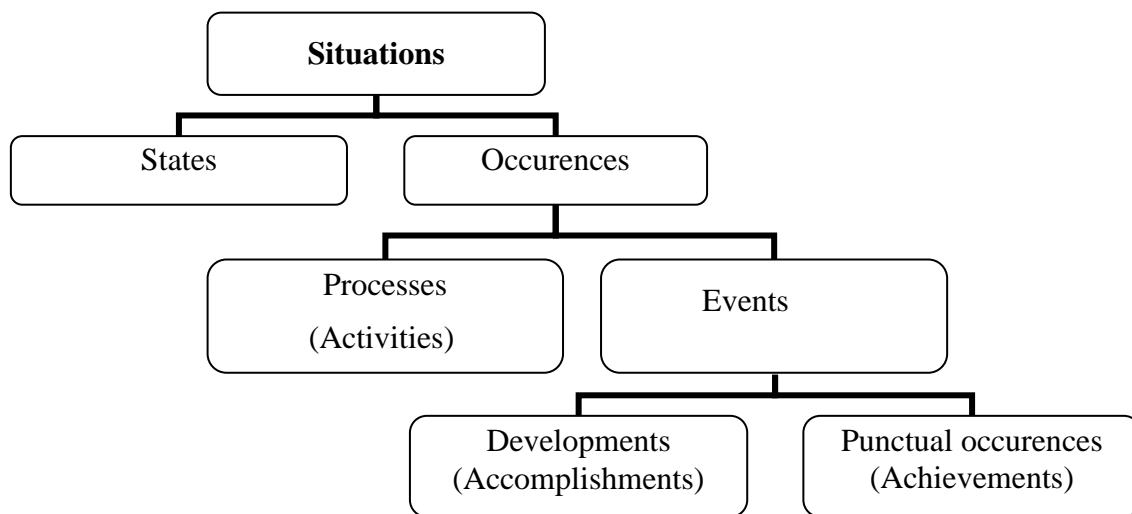 Situations
States
Occurences
Processes
(Activities)
Events
Developments
(Accomplishments)
Punctual occurences
(Achievements)